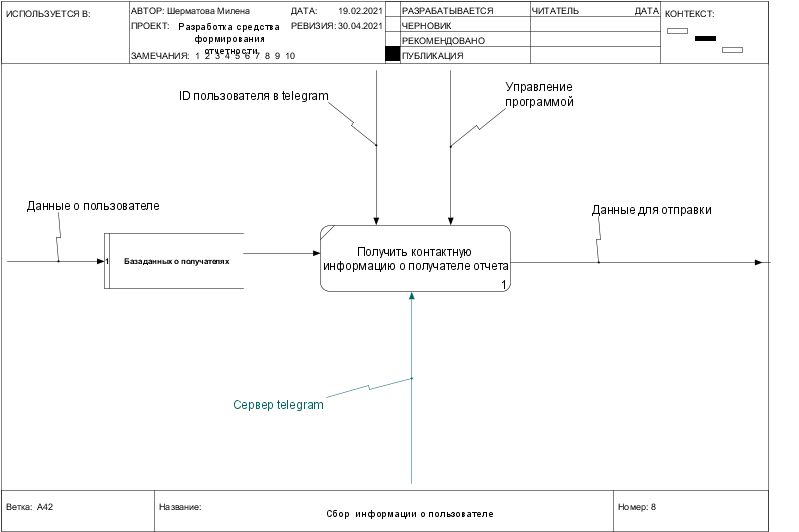 ИСПОЛЬЗУЕТСЯ В:
АВТОР: Шерматова Милена
ДАТА: 19.02.2021
ПРОЕКТ: Разработка средства
формирования
отчетности
РЕВИЗИЯ: 30.04.2021
ЗАМЕЧАНИЯ: 1 2 3 4 5 6 7 8 9 10
РАЗРАБАТЫВАЕТСЯ
ЧЕРНОВИК
РЕКОМЕНДОВАНО
ПУБЛИКАЦИЯ
ЧИТАТЕЛЬ ДАТА
КОНТЕКСТ:
ID пользователя в telegram
Управление
программой
Данные о пользователе
Данные для отправки
1 База данных о получателях
Получить контактную
информацию о получателе отчета
1
Сервер telegram
Ветка: A42
Название:
Сбор информации о пользователе
Номер: 8